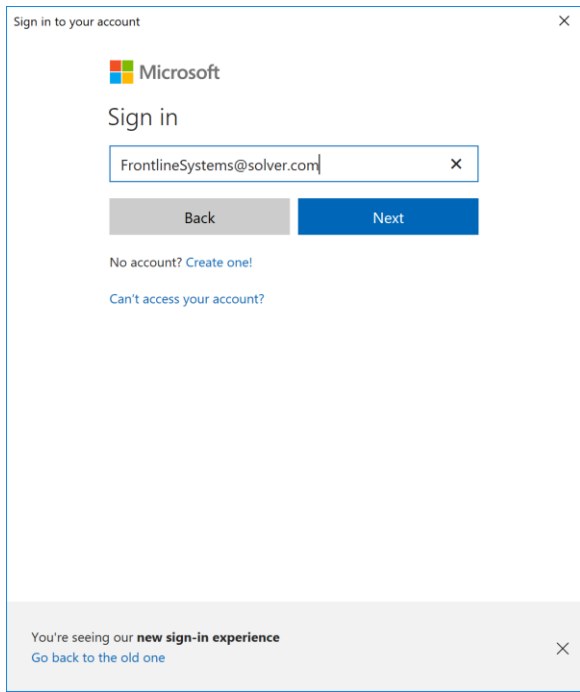 Sign in to your account
Microsoft
Sign in
FrontlineSystems@solver.com
Back
Next
No account? Create one!
Can't access your account?
You're seeing our new sign-in experience
Go back to the old one